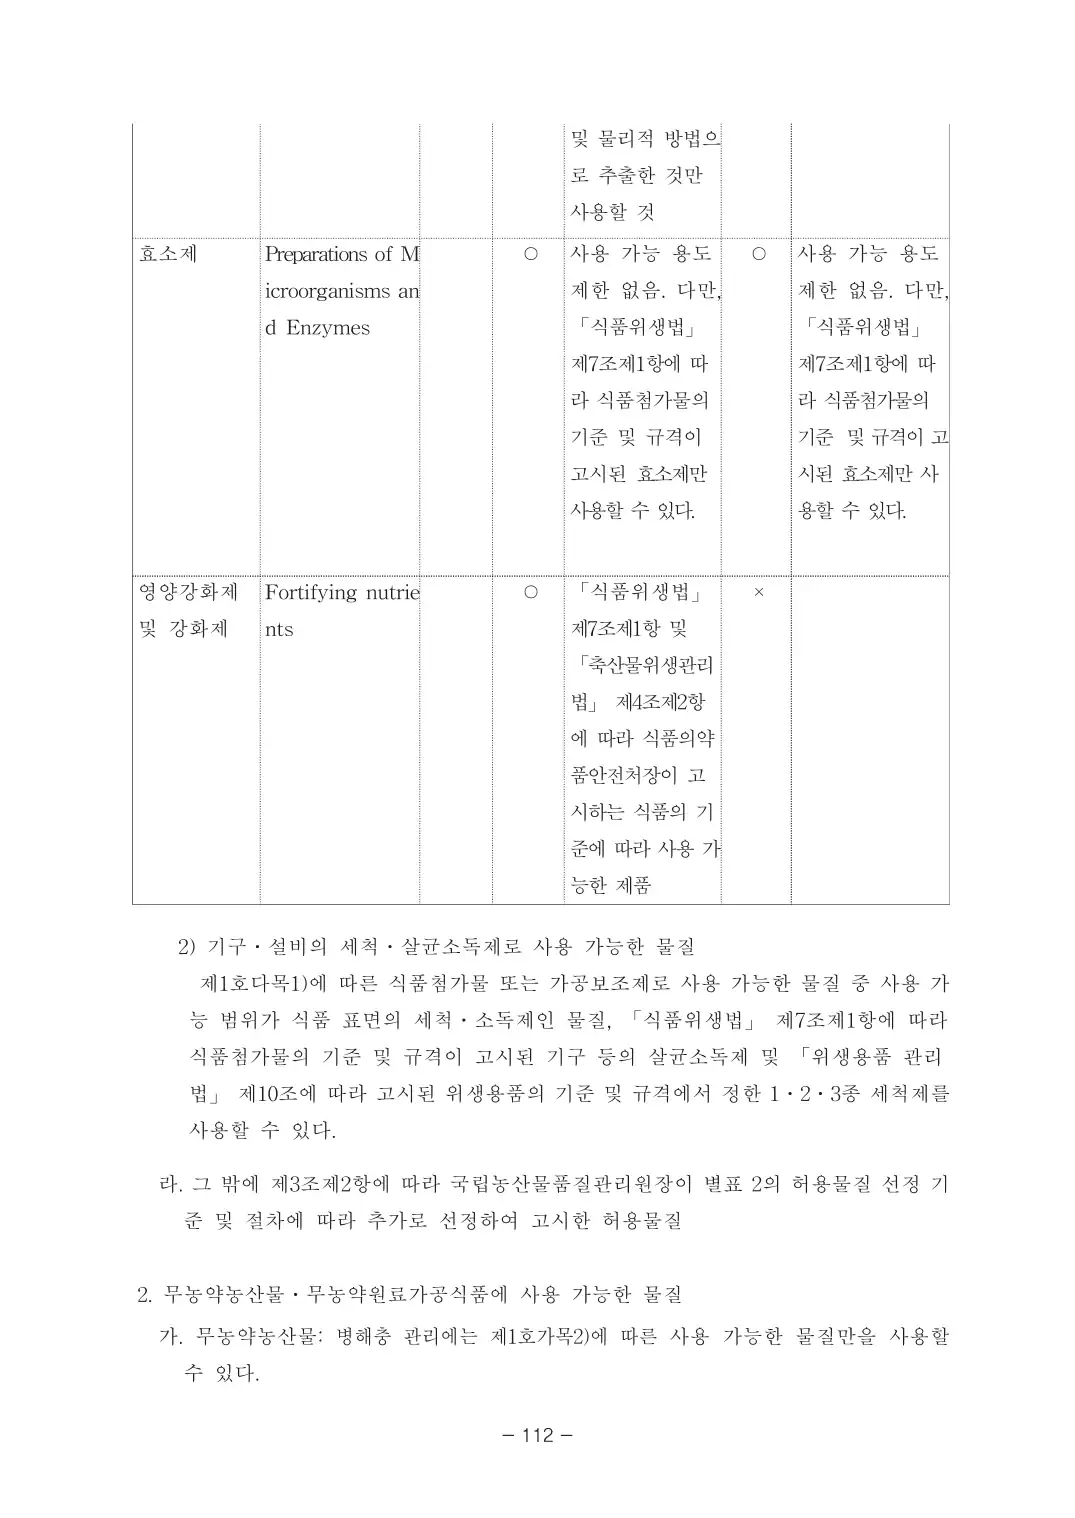 및 물리적 방법으
로 추출한 것만
사용할 것
효소제
Preparations of M
icroorganisms an
d Enzymes
○
사용 가능 용도
제한 없음. 다만,
「식품위생법」
제7조제1항에 따
라 식품첨가물의
기준 및 규격이
고시된 효소제만
사용할 수 있다.
○
사용 가능 용도
제한 없음. 다만,
「식품위생법」
제7조제1항에 따
라 식품첨가물의
기준 및 규격이 고
시된 효소제만 사
용할 수 있다.
영양강화제
및 강화제
Fortifying nutrie
nts
○
「식품위생법」
제7조제1항 및
「축산물위생관리
법」 제4조제2항
에 따라 식품의약
품안전처장이 고
시하는 식품의 기
준에 따라 사용 가
능한 제품
×
2) 기구·설비의 세척·살균소독제로 사용 가능한 물질
제1호다목1)에 따른 식품첨가물 또는 가공보조제로 사용 가능한 물질 중 사용 가
능 범위가 식품 표면의 세척·소독제인 물질, 「식품위생법」 제7조제1항에 따라
식품첨가물의 기준 및 규격이 고시된 기구 등의 살균소독제 및 「위생용품 관리
법」 제10조에 따라 고시된 위생용품의 기준 및 규격에서 정한 1·2·3종 세척제를
사용할 수 있다.
라. 그 밖에 제3조제2항에 따라 국립농산물품질관리원장이 별표 2의 허용물질 선정 기
준 및 절차에 따라 추가로 선정하여 고시한 허용물질
2. 무농약농산물·무농약원료가공식품에 사용 가능한 물질
가. 무농약농산물: 병해충 관리에는 제1호가목2)에 따른 사용 가능한 물질만을 사용할
수 있다.
- 112 -